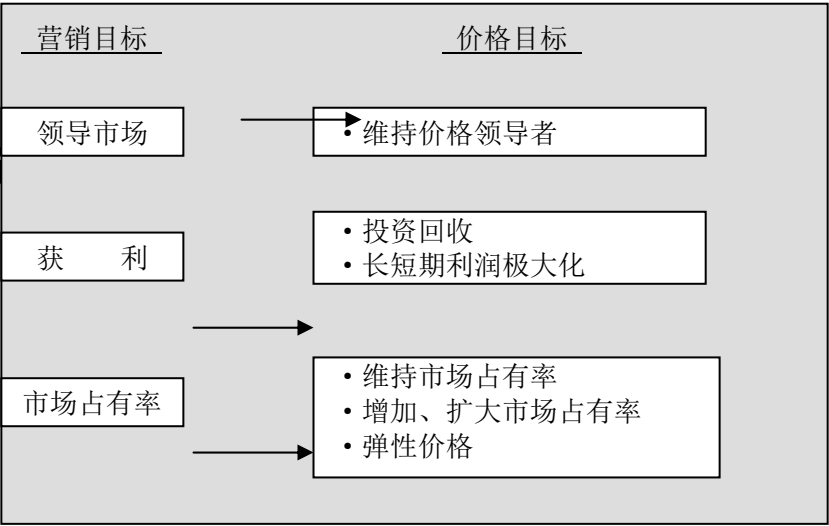 营销目标 价格目标
领导市场 ·维持价格领导者
获 利 ·投资回收
·长短期利润极大化
市场占有率 ·维持市场占有率
·增加、扩大市场占有率
·弹性价格